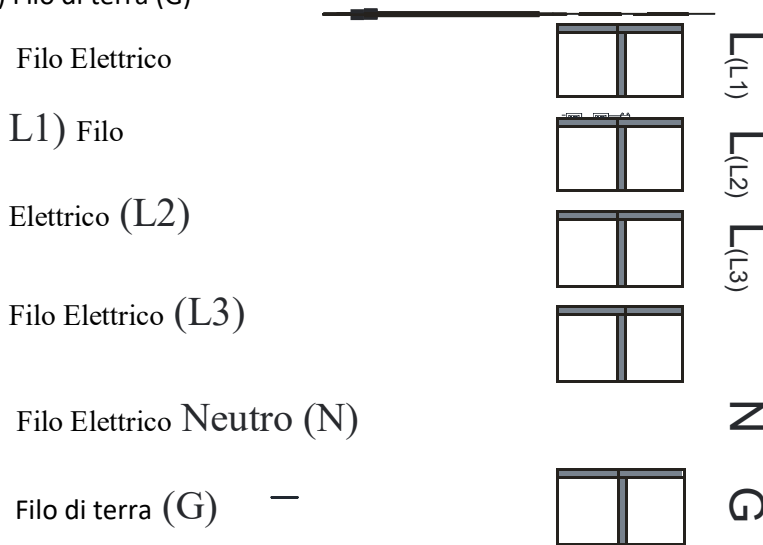 ) Filo di terra (G)
Filo Elettrico
L(L1)
L1) Filo
L(L2)
Elettrico (L2)
L(L3)
Filo Elettrico (L3)
Filo Elettrico Neutro (N)
N
Filo di terra (G) —
G